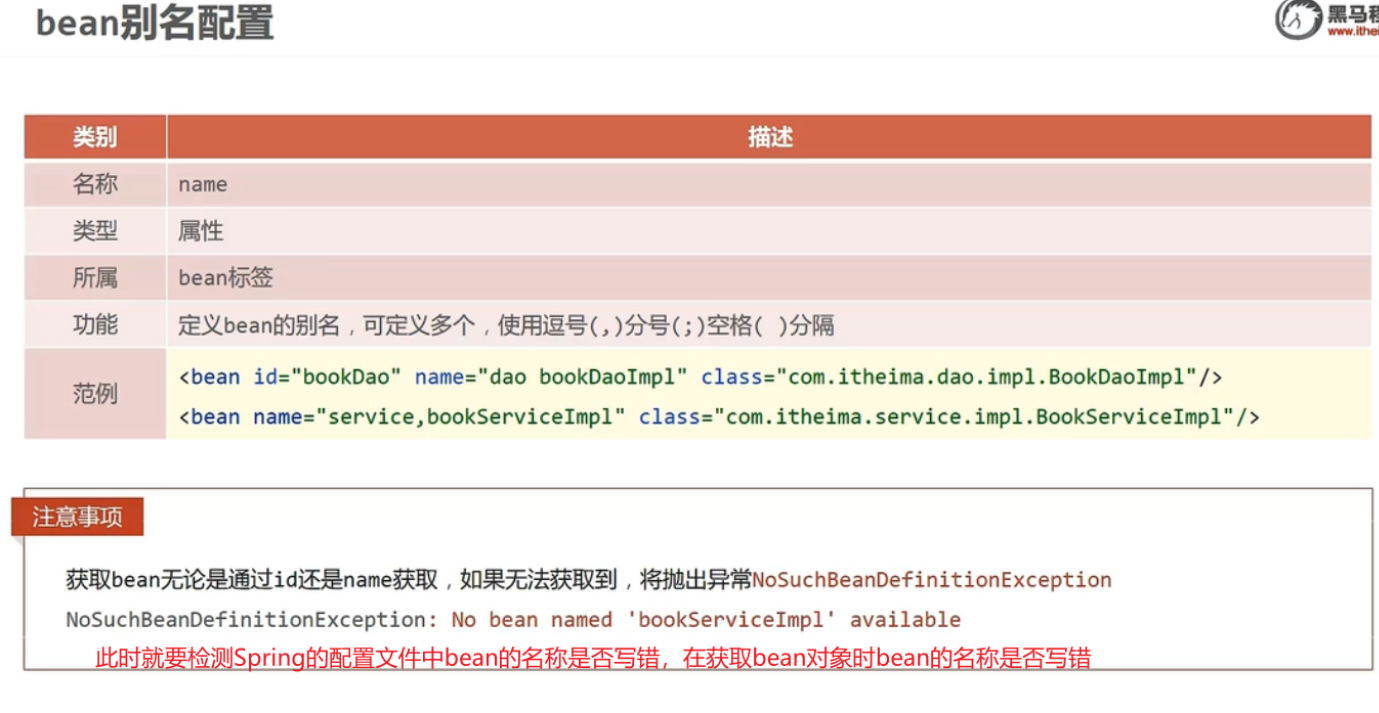 bean别名配置
黑马程
www.ithei
类别 描述
名称 name
类型 属性
所属 bean标签
功能 定义bean的别名，可定义多个，使用逗号(,)分号(;)空格( )分隔
范例 <bean id="bookDao" name="dao bookDaoImpl" class="com.itheima.dao.impl.BookDaoImpl"/>
<bean name="service,bookServiceImpl" class="com.itheima.service.impl.BookServiceImpl"/>
注意事项
获取bean无论是通过id还是name获取，如果无法获取到，将抛出异常NoSuchBeanDefinitionException
NoSuchBeanDefinitionException: No bean named 'bookServiceImpl' available
此时就要检测Spring的配置文件中bean的名称是否写错，在获取bean对象时bean的名称是否写错